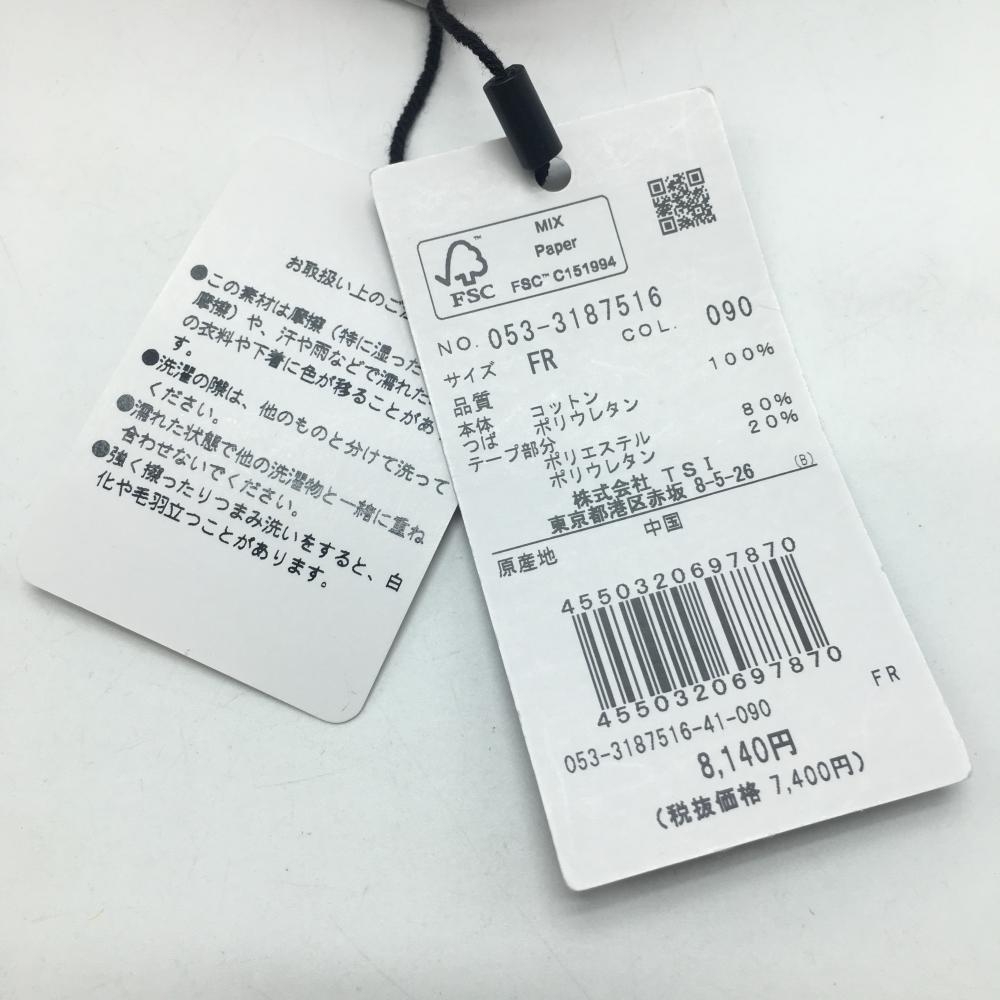 お取扱い上のご
●この素材は摩擦（特に湿った
摩擦）や、汗や雨などで濡れた
の衣料や下着に色が移ることがあ
す。
●洗濯の際は、他のものと分けて洗って
ください。
●濡れた状態で他の洗濯物と一緒に重ね
合わせないでください。
●強く擦ったりつまみ洗いをすると、白
化や毛羽立つことがあります。
MIX
Paper
FSC™ C151994
FSC
NO. 053-3187516
COL. 090
サイズ FR
品質
本体 コットン 100%
つば ポリウレタン
テープ部分
ポリエステル 80%
ポリウレタン 20%
株式会社 TSI
東京都港区赤坂 8-5-26 (B)
原産地 中国
4550320697870
4550320697870
053-3187516-41-090 FR
8,140円
(税抜価格 7,400円)